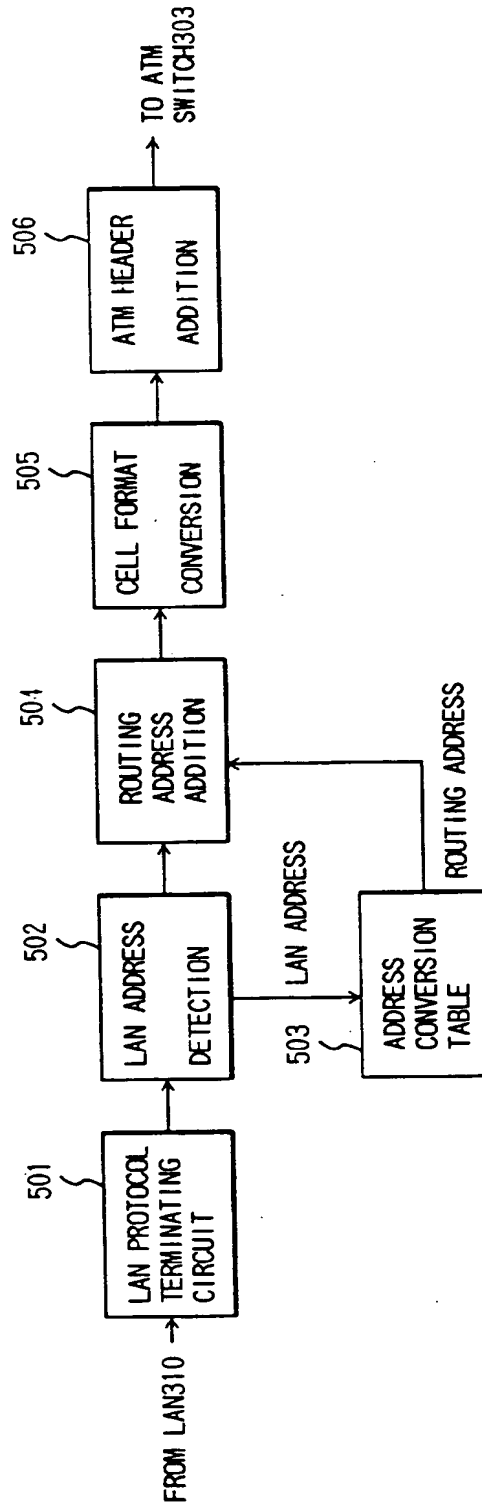 FROM LAN310
501
LAN PROTOCOL
TERMINATING
CIRCUIT
502
LAN ADDRESS
DETECTION
LAN ADDRESS
503
ADDRESS
CONVERSION
TABLE
ROUTING ADDRESS
504
ROUTING
ADDRESS
ADDITION
505
CELL FORMAT
CONVERSION
506
ATM HEADER
ADDITION
TO ATM
SWITCH303